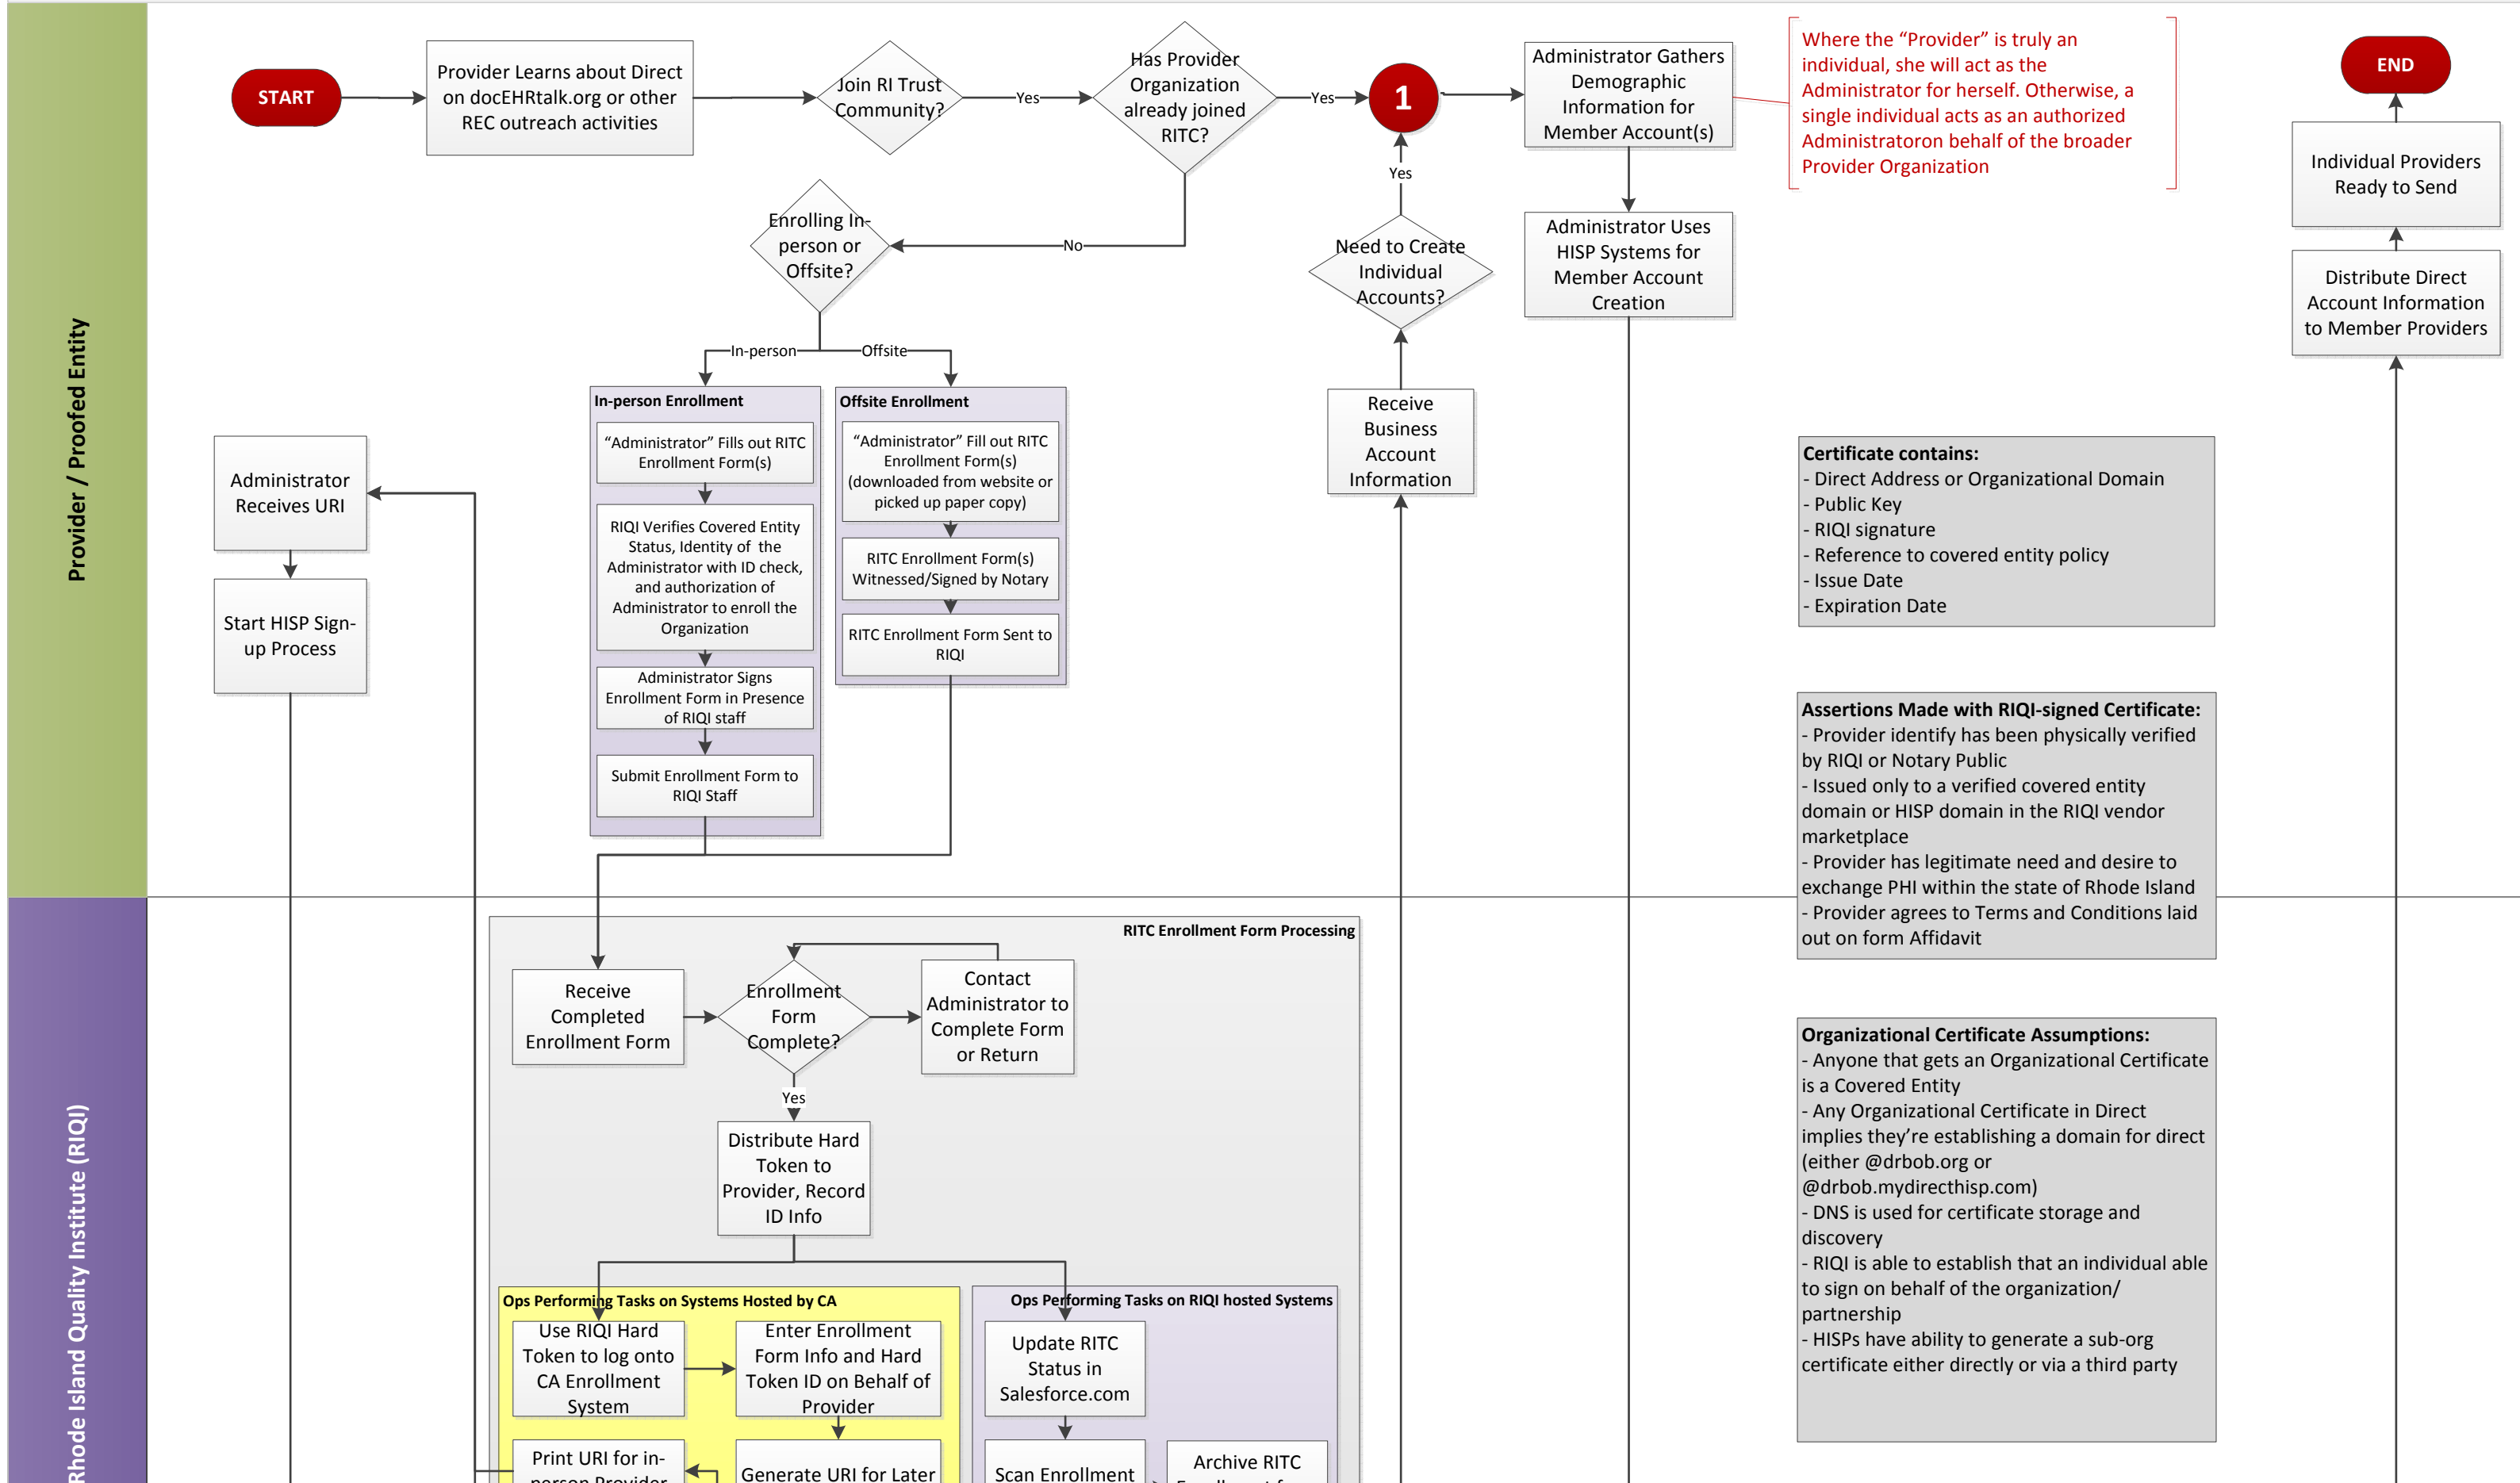 Provider / Proofed Entity
START
Provider Learns about Direct
on docEHRtalk.org or other
REC outreach activities
Join RI Trust
Community?
Yes
Has Provider
Organization
already joined
RITC?
Yes
1
Administrator Gathers
Demographic
Information for
Member Account(s)
Where the “Provider” is truly an
individual, she will act as the
Administrator for herself. Otherwise, a
single individual acts as an authorized
Administratoron behalf of the broader
Provider Organization
END
Individual Providers
Ready to Send
Distribute Direct
Account Information
to Member Providers
Yes
No
Enrolling In-
person or
Offsite?
Need to Create
Individual
Accounts?
Administrator Uses
HISP Systems for
Member Account
Creation
In-person
Offsite
In-person Enrollment
“Administrator” Fills out RITC
Enrollment Form(s)
RIQI Verifies Covered Entity
Status, Identity of the
Administrator with ID check,
and authorization of
Administrator to enroll the
Organization
Administrator Signs
Enrollment Form in Presence
of RIQI staff
Submit Enrollment Form to
RIQI Staff
Offsite Enrollment
“Administrator” Fill out RITC
Enrollment Form(s)
(downloaded from website or
picked up paper copy)
RITC Enrollment Form(s)
Witnessed/Signed by Notary
RITC Enrollment Form Sent to
RIQI
Receive
Business
Account
Information
Administrator
Receives URI
Start HISP Sign-
up Process
Certificate contains:
- Direct Address or Organizational Domain
- Public Key
- RIQI signature
- Reference to covered entity policy
- Issue Date
- Expiration Date
Assertions Made with RIQI-signed Certificate:
- Provider identify has been physically verified
by RIQI or Notary Public
- Issued only to a verified covered entity
domain or HISP domain in the RIQI vendor
marketplace
- Provider has legitimate need and desire to
exchange PHI within the state of Rhode Island
- Provider agrees to Terms and Conditions laid
out on form Affidavit
Rhode Island Quality Institute (RIQI)
RITC Enrollment Form Processing
Receive
Completed
Enrollment Form
Enrollment
Form
Complete?
Contact
Administrator to
Complete Form
or Return
Yes
Distribute Hard
Token to
Provider, Record
ID Info
Organizational Certificate Assumptions:
- Anyone that gets an Organizational Certificate
is a Covered Entity
- Any Organizational Certificate in Direct
implies they’re establishing a domain for direct
(either @drbob.org or
@drbob.mydirecthisp.com)
- DNS is used for certificate storage and
discovery
- RIQI is able to establish that an individual able
to sign on behalf of the organization/
partnership
- HISPs have ability to generate a sub-org
certificate either directly or via a third party
Ops Performing Tasks on Systems Hosted by CA
Use RIQI Hard
Token to log onto
CA Enrollment
System
Enter Enrollment
Form Info and Hard
Token ID on Behalf of
Provider
Print URI for in-
person Provider
Generate URI for Later
Ops Performing Tasks on RIQI hosted Systems
Update RITC
Status in
Salesforce.com
Scan Enrollment
Archive RITC